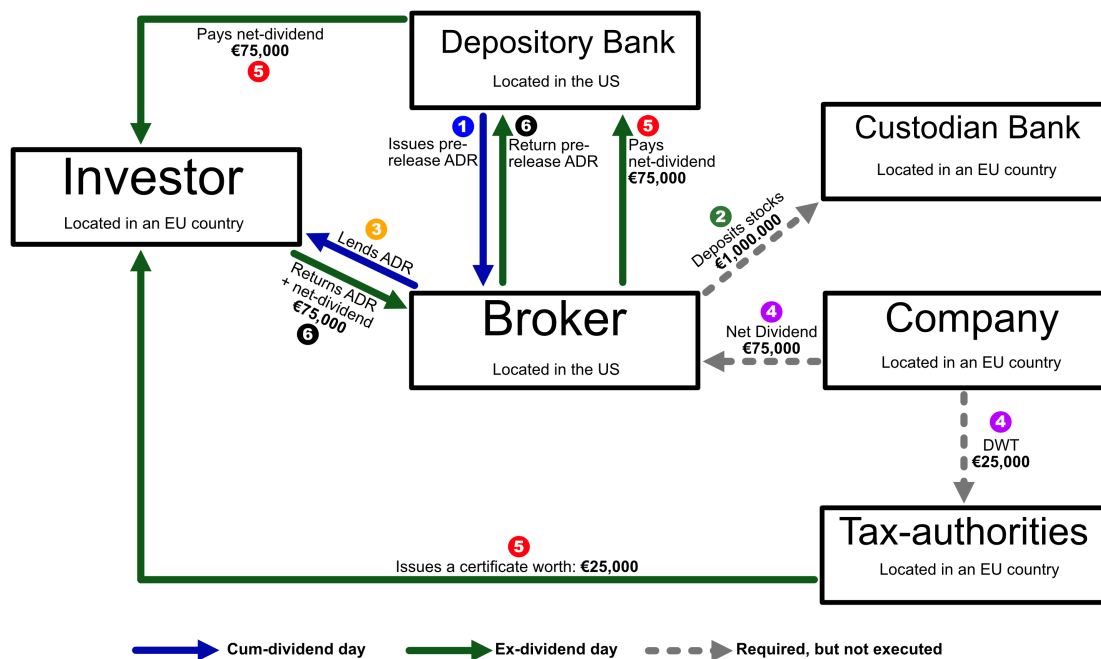 Pays net-dividend
€75,000
5
Depository Bank
Located in the US
Investor
Located in an EU country
1
Issues pre-
release ADR
6
Return pre-
release ADR
5
Pays
net-dividend
€75,000
Custodian Bank
Located in an EU country
2
Deposits stocks
€1,000.000
3
Lends ADR
Returns ADR
+ net-dividend
€75,000
6
Broker
Located in the US
4
Net Dividend
€75,000
Company
Located in an EU country
4
DWT
€25,000
Tax-authorities
Located in an EU country
5
Issues a certificate worth: €25,000
Cum-dividend day
Ex-dividend day
Required, but not executed